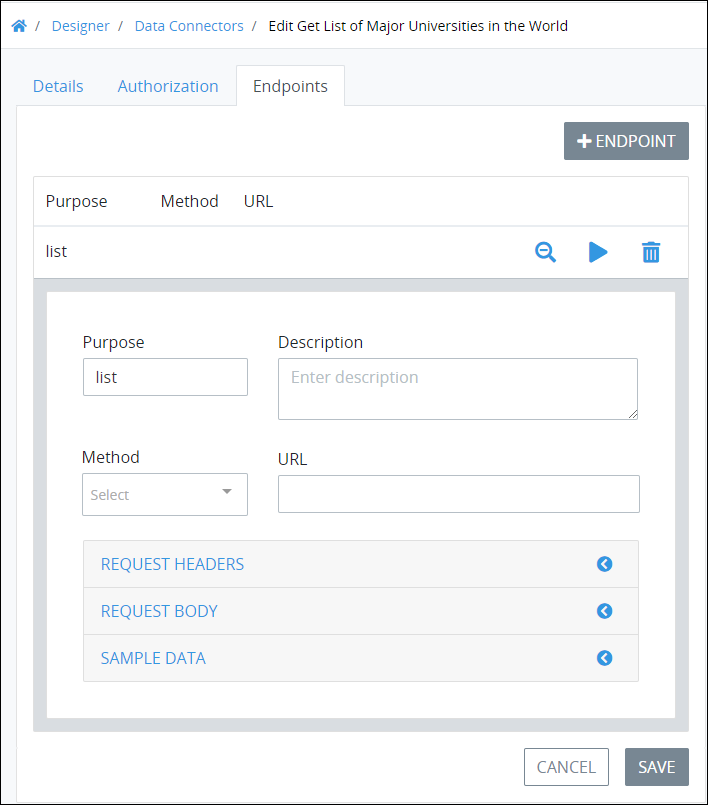 / Designer / Data Connectors / Edit Get List of Major Universities in the World
Details Authorization Endpoints
ENDPOINT
Purpose Method URL
list
Purpose Description
list Enter description
Method URL
Select
REQUEST HEADERS
REQUEST BODY
SAMPLE DATA
CANCEL SAVE